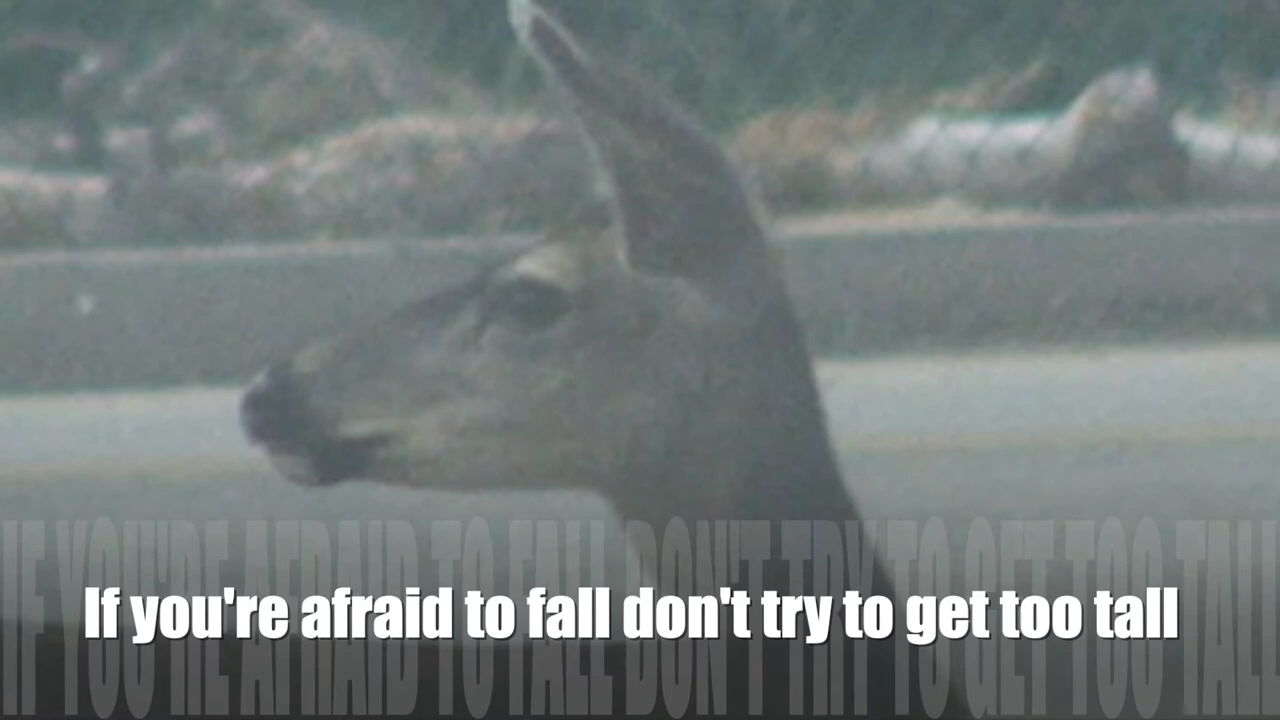 IF YOU'RE AFRAID TO FALL DON'T TRY TO GET TOO TALL
If you're afraid to fall don't try to get too tall